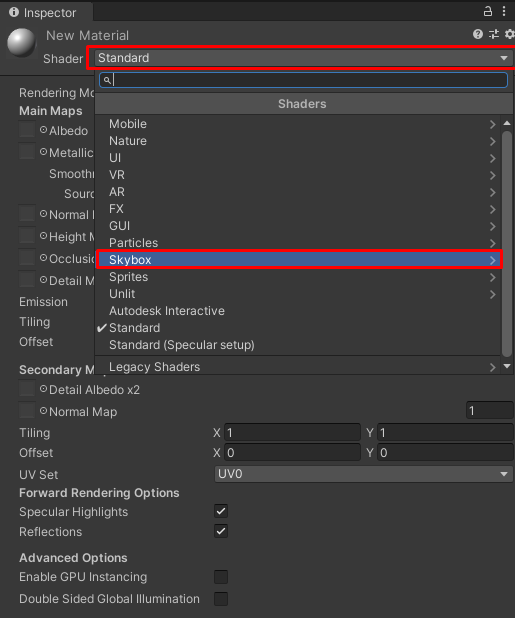 Inspector
New Material
Shader Standard
Shaders
Rendering Mo
Main Maps
Mobile
Albedo
Nature
Metallic
UI
Smooth
VR
Sour
AR
FX
Normal
GUI
Height M
Particles
Occlusio
Skybox
Detail M
Sprites
Emission
Unlit
Autodesk Interactive
Tiling
Standard
Offset
Standard (Specular setup)
Secondary M
Legacy Shaders
Detail Albedo x2
Normal Map 1
Tiling X 1 Y 1
Offset X 0 Y 0
UV Set UV0
Forward Rendering Options
Specular Highlights
Reflections
Advanced Options
Enable GPU Instancing
Double Sided Global Illumination